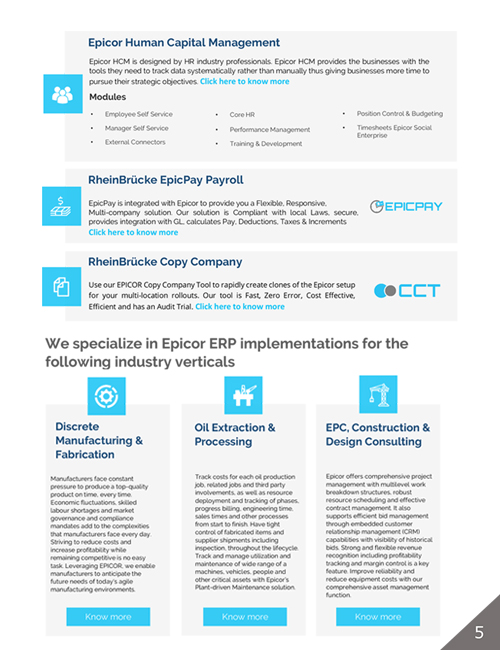 Epicor Human Capital Management
Epicor HCM is designed by HR industry professionals. Epicor HCM provides the businesses with the
tools they need to track data systematically rather than manually thus giving businesses more time to
pursue their strategic objectives. Click here to know more
Modules
• Employee Self Service
• Manager Self Service
• External Connectors
• Core HR
• Performance Management
• Training & Development
• Position Control & Budgeting
• Timesheets Epicor Social
Enterprise
RheinBrücke EpicPay Payroll
EpicPay is integrated with Epicor to provide you a Flexible, Responsive,
Multi-company solution. Our solution is Compliant with local Laws, secure,
provides integration with GL, calculates Pay, Deductions, Taxes & Increments
Click here to know more
EPICPAY
RheinBrücke Copy Company
Use our EPICOR Copy Company Tool to rapidly create clones of the Epicor setup
for your multi-location rollouts. Our tool is Fast, Zero Error, Cost Effective,
Efficient and has an Audit Trail. Click here to know more
CCT
We specialize in Epicor ERP implementations for the
following industry verticals
Discrete
Manufacturing &
Fabrication
Manufacturers face constant
pressure to produce a top-quality
product on time, every time.
Economic fluctuations, skilled
labour shortages and market
governance and compliance
mandates add to the complexities
that manufacturers face every day.
Striving to reduce costs and
increase profitability while
remaining competitive is no easy
task. Leveraging EPICOR, we enable
manufacturers to anticipate the
future needs of today's agile
manufacturing environments.
Know more
Oil Extraction &
Processing
Track costs for each oil production
job, related jobs and third party
involvements, as well as resource
deployment and tracking of phases,
progress billing, engineering time,
sales times and other processes
from start to finish. Have tight
control of fabricated items and
supplier shipments including
inspection, throughout the lifecycle.
Track and manage utilization and
maintenance of wide range of a
machines, vehicles, people and
other critical assets with Epicor's
Plant-driven Maintenance solution.
Know more
EPC, Construction &
Design Consulting
Epicor offers comprehensive project
management with multilevel work
breakdown structures, robust
resource scheduling and effective
contract management. It also
supports efficient bid management
through embedded customer
relationship management (CRM)
capabilities with visibility of historical
bids. Strong and flexible revenue
recognition including profitability
tracking and margin control is a key
feature. Improve reliability and
reduce equipment costs with our
comprehensive asset management
function.
Know more
5